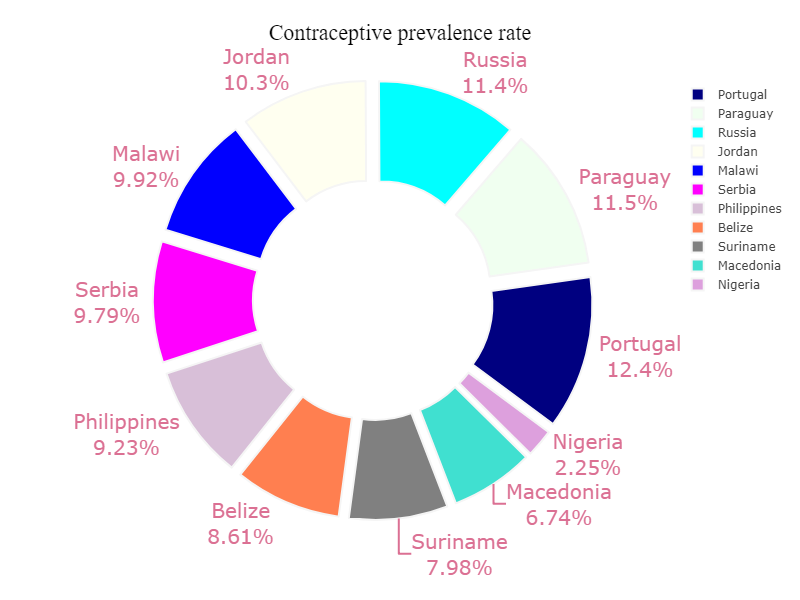 Contraceptive prevalence rate
Jordan
10.3%
Russia
11.4%
Malawi
9.92%
Paraguay
11.5%
Serbia
9.79%
Portugal
12.4%
Philippines
9.23%
Nigeria
2.25%
Macedonia
6.74%
Belize
8.61%
Suriname
7.98%
Portugal
Paraguay
Russia
Jordan
Malawi
Serbia
Philippines
Belize
Suriname
Macedonia
Nigeria